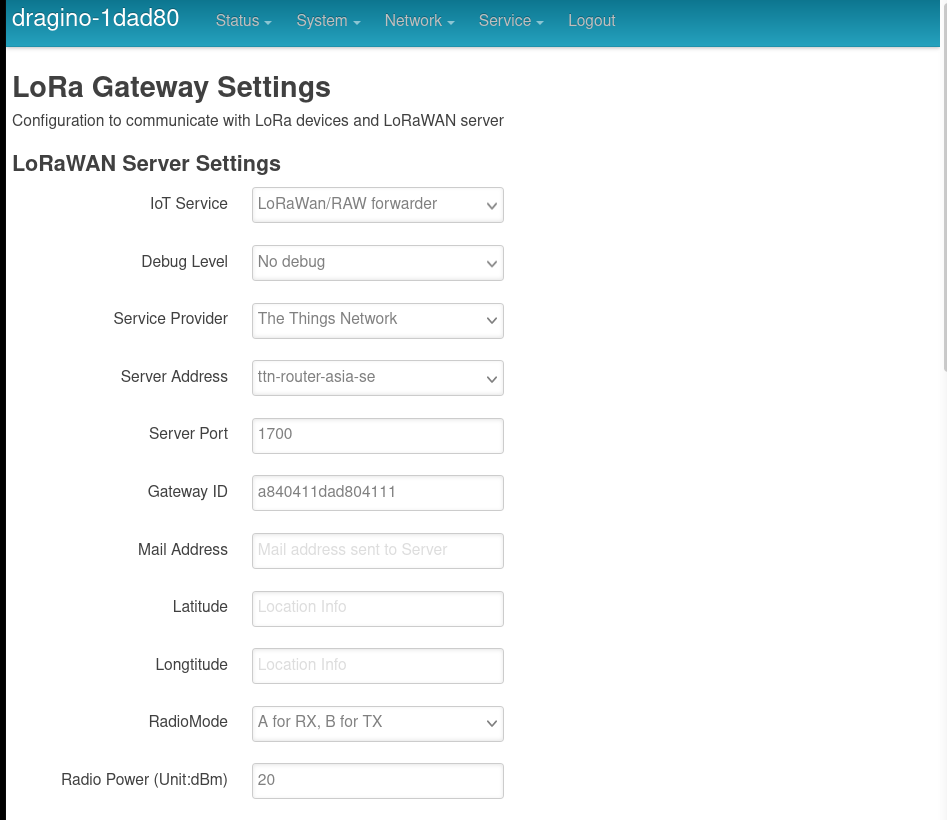 dragino-1dad80 Status System Network Service Logout
LoRa Gateway Settings
Configuration to communicate with LoRa devices and LoRaWAN server
LoRaWAN Server Settings
IoT Service LoRaWan/RAW forwarder
Debug Level No debug
Service Provider The Things Network
Server Address ttn-router-asia-se
Server Port 1700
Gateway ID a840411dad804111
Mail Address Mail address sent to Server
Latitude Location Info
Longtitude Location Info
RadioMode A for RX, B for TX
Radio Power (Unit:dBm) 20